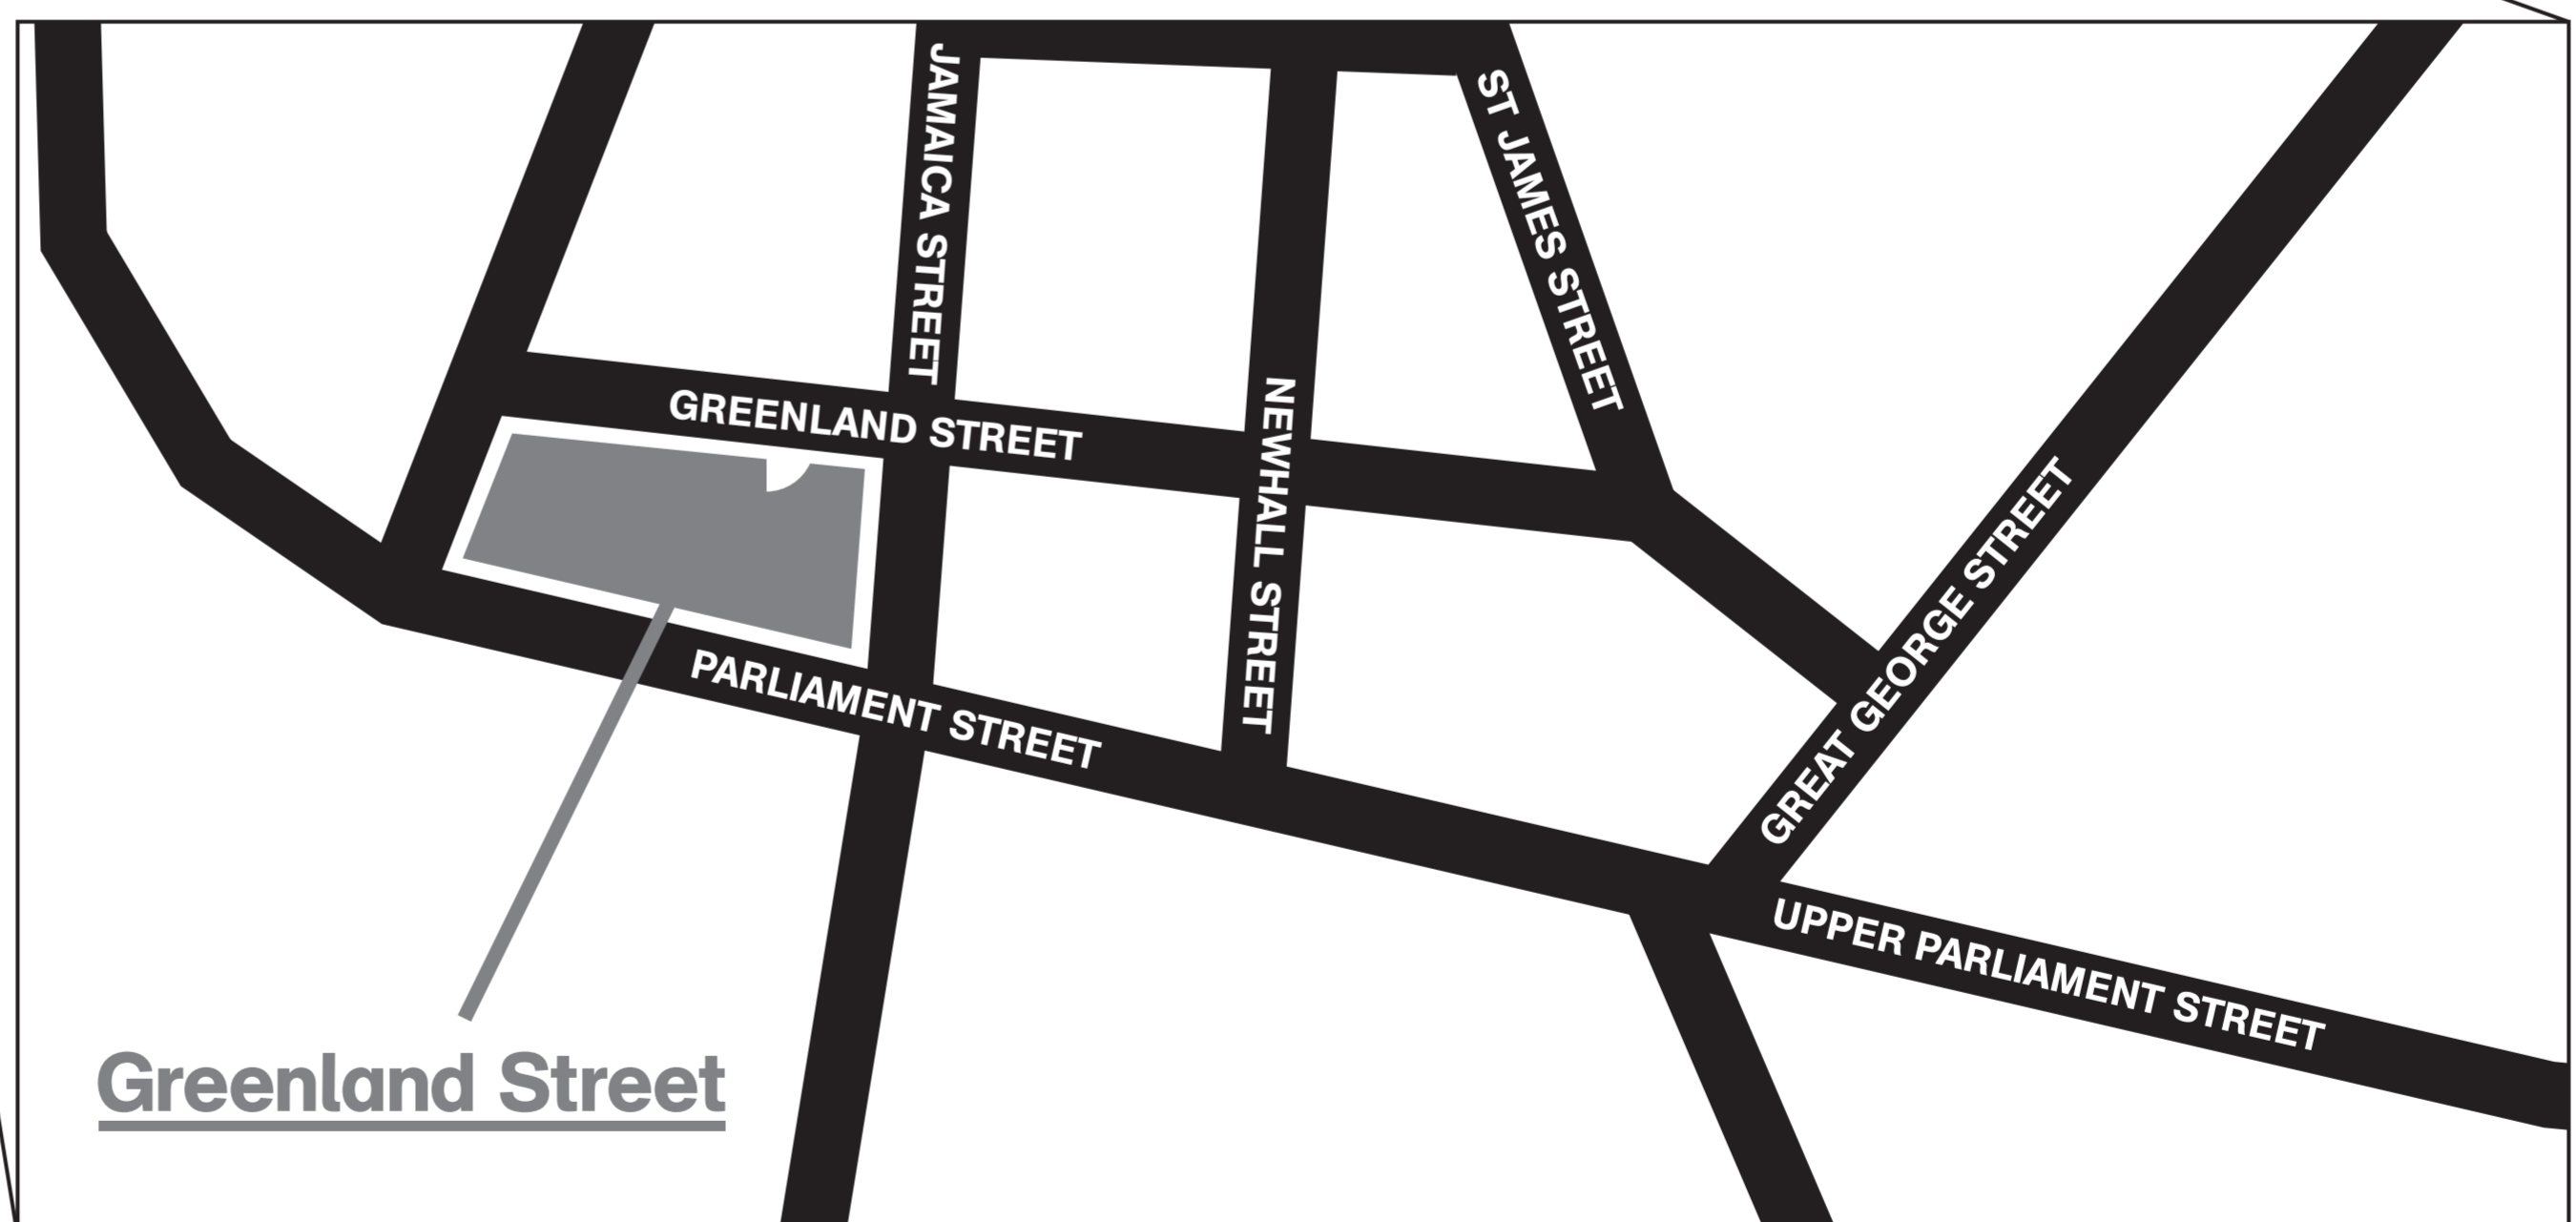 JAMAICA STREET
ST JAMES STREET
GREENLAND STREET
NEWHALL STREET
GREAT GEORGE STREET
PARLIAMENT STREET
UPPER PARLIAMENT STREET
Greenland Street